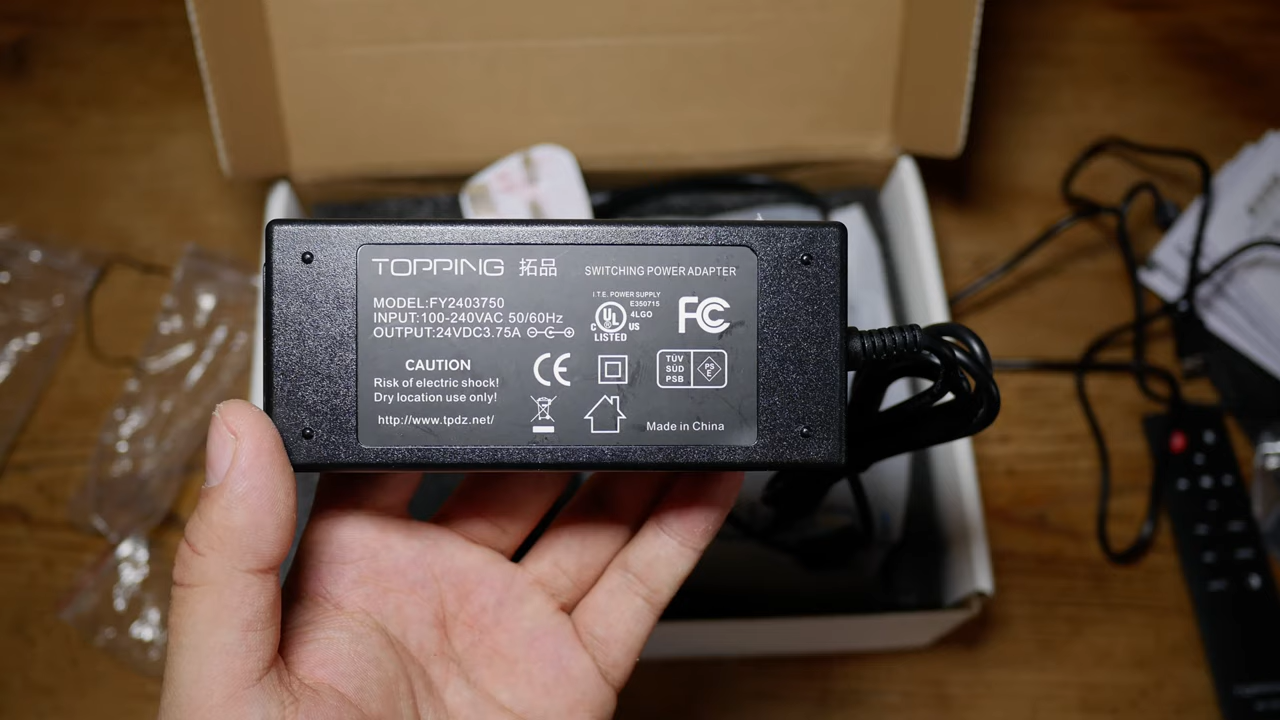 TOPPING 拓品
SWITCHING POWER ADAPTER
MODEL:FY2403750
INPUT:100-240VAC 50/60Hz
OUTPUT:24VDC3.75A
I.T.E. POWER SUPPLY
E350715
4LGO
UL
C US
LISTED
FC
CAUTION
Risk of electric shock!
Dry location use only!
CE
TÜV
SÜD
PSB
PS
E
http://www.tpdz.net/
Made in China